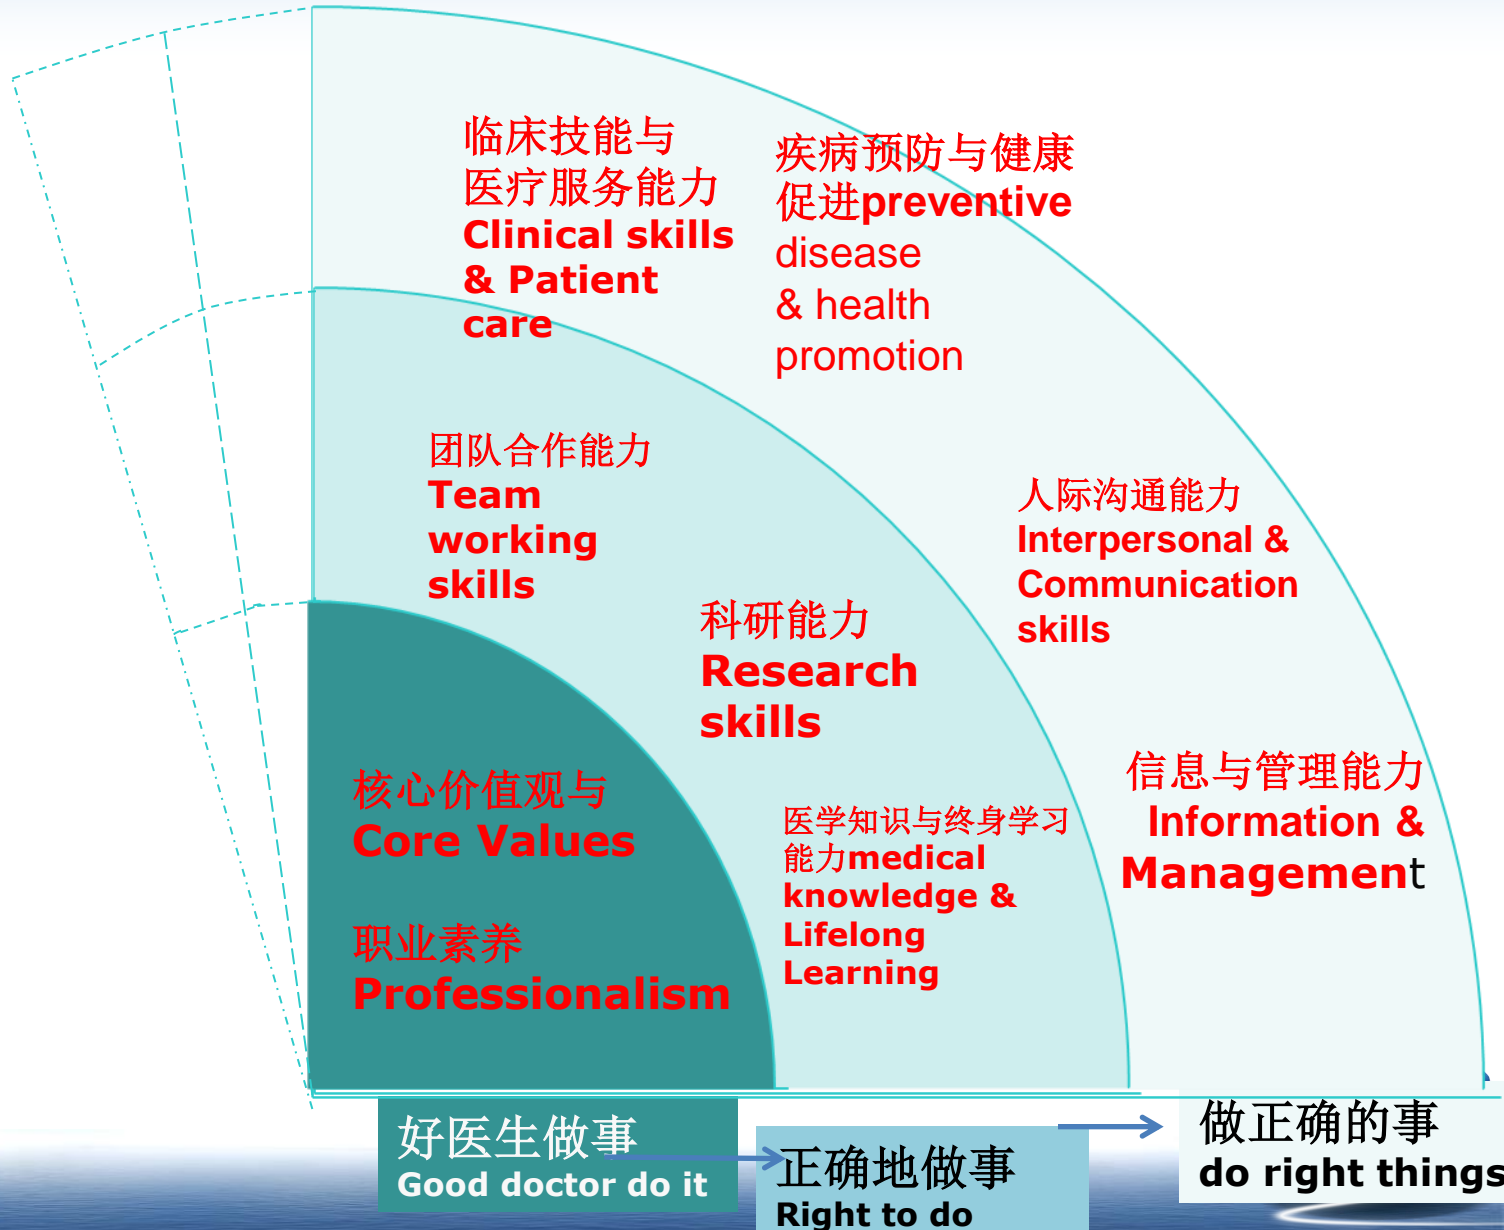 临床技能与
医疗服务能力
Clinical skills
& Patient
care
疾病预防与健康
促进preventive
disease
& health
promotion
团队合作能力
Team
working
skills
人际沟通能力
Interpersonal &
Communication
skills
科研能力
Research
skills
核心价值观与
Core Values
职业素养
Professionalism
医学知识与终身学习
能力medical
knowledge &
Lifelong
Learning
信息与管理能力
Information &
Management
好医生做事
Good doctor do it
正确地做事
Right to do
做正确的事
do right things